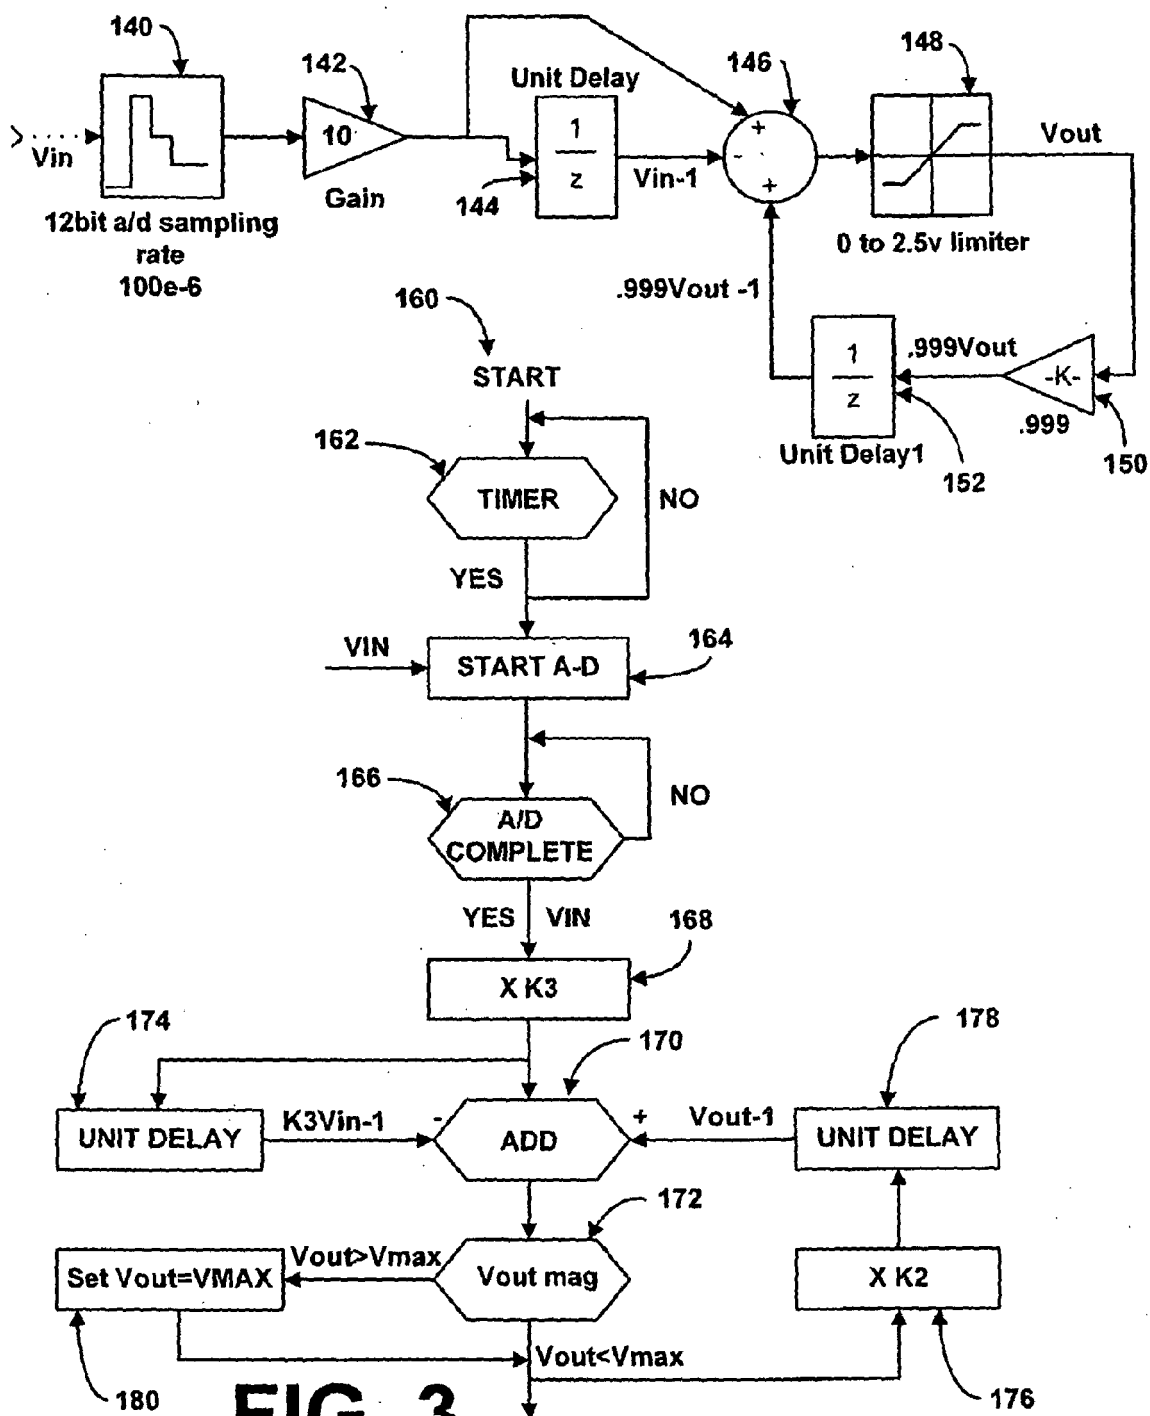 140
142
Unit Delay
146
148
10
1
z
Vin
Gain
144
Vin-1
+
-
+
Vout
12bit a/d sampling
rate
100e-6
0 to 2.5v limiter
.999Vout -1
160
START
1
z
.999Vout
-K-
.999
Unit Delay1
152
150
162
TIMER
NO
YES
VIN
START A-D
164
166
A/D
COMPLETE
NO
YES
VIN
168
X K3
174
170
178
UNIT DELAY
K3Vin-1
-
ADD
+
Vout-1
UNIT DELAY
172
Set Vout=VMAX
Vout>Vmax
Vout mag
X K2
Vout<Vmax
180
176
FIG. 3